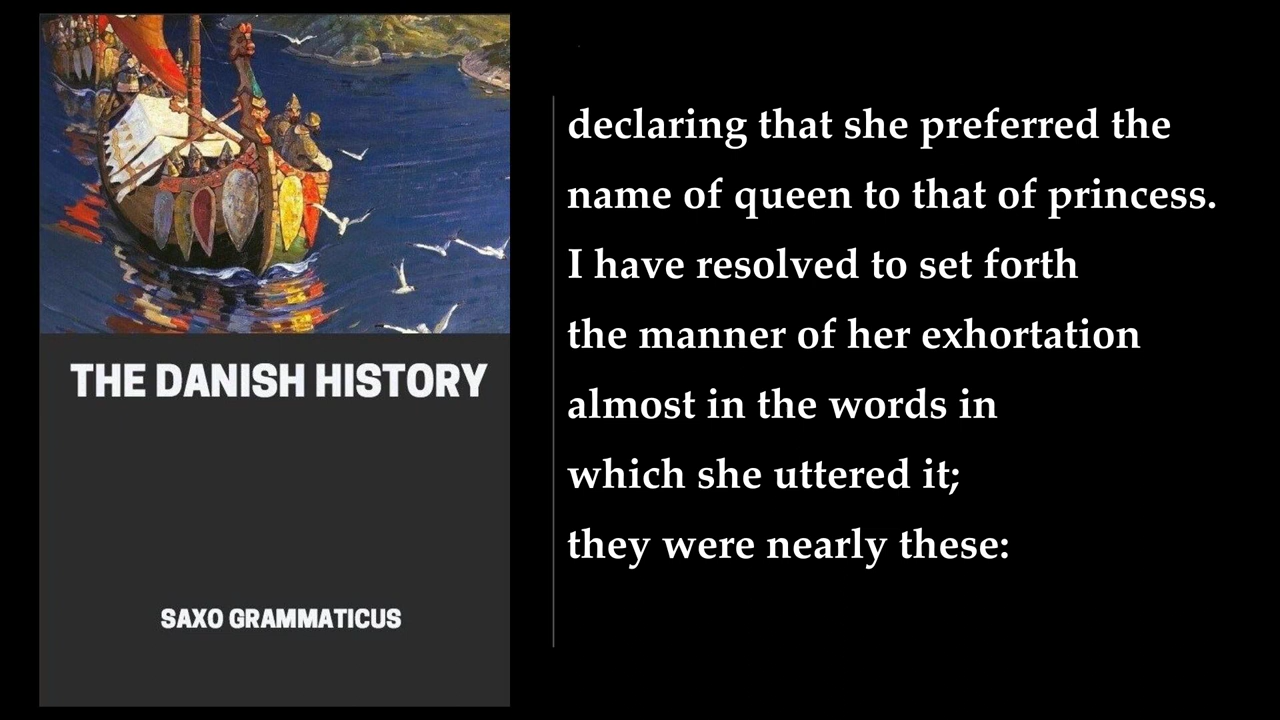 THE DANISH HISTORY
SAXO GRAMMATICUS
declaring that she preferred the
name of queen to that of princess.
I have resolved to set forth
the manner of her exhortation
almost in the words in
which she uttered it;
they were nearly these: